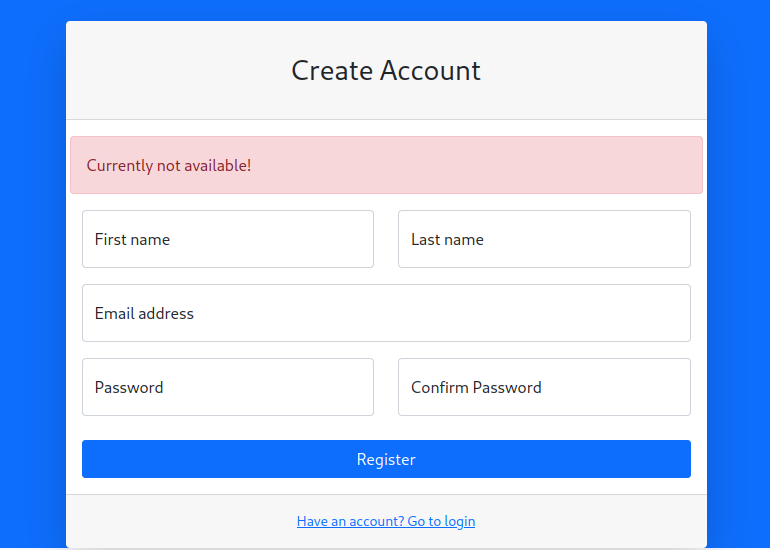 Create Account
Currently not available!
First name
Last name
Email address
Password
Confirm Password
Register
Have an account? Go to login